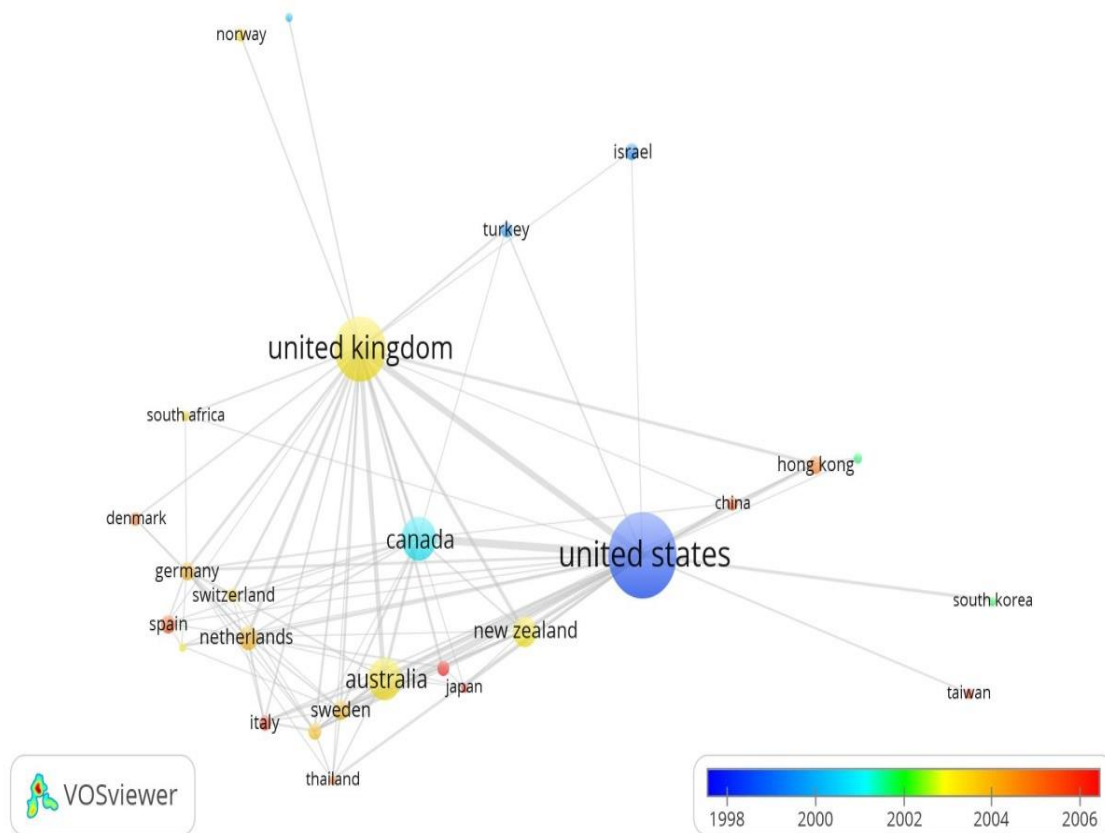 norway
israel
turkey
united kingdom
south africa
hong kong
china
denmark
canada
united states
germany
switzerland
south korea
spain
netherlands
new zealand
australia
japan
taiwan
sweden
italy
thailand
VOSviewer
1998 2000 2002 2004 2006